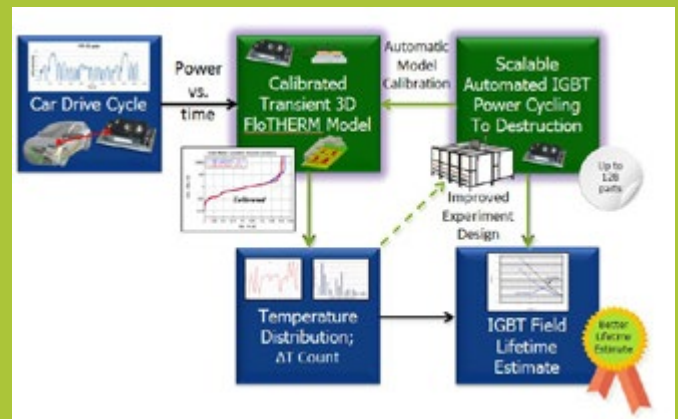 Car Drive Cycle
Power
vs.
time
Calibrated
Transient 3D
FloTHERM Model
Automatic
Model
Calibration
Scalable
Automated IGBT
Power Cycling
To Destruction
Up to
128
parts
Calibrated
Improved
Experiment
Design
Temperature
Distribution;
ΔT Count
IGBT Field
Lifetime
Estimate
Better
Lifetime
Estimate